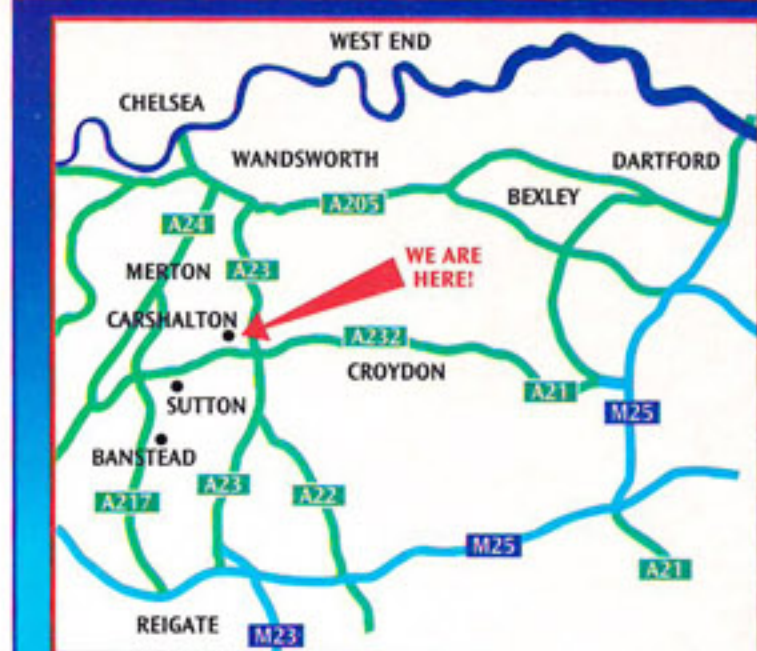 WEST END
CHELSEA
WANDSWORTH
DARTFORD
A205
BEXLEY
A24
MERTON
A23
WE ARE
HERE!
CARSHALTON
A232
CROYDON
SUTTON
A21
M25
BANSTEAD
A217
A23
A22
M25
A21
REIGATE
M23